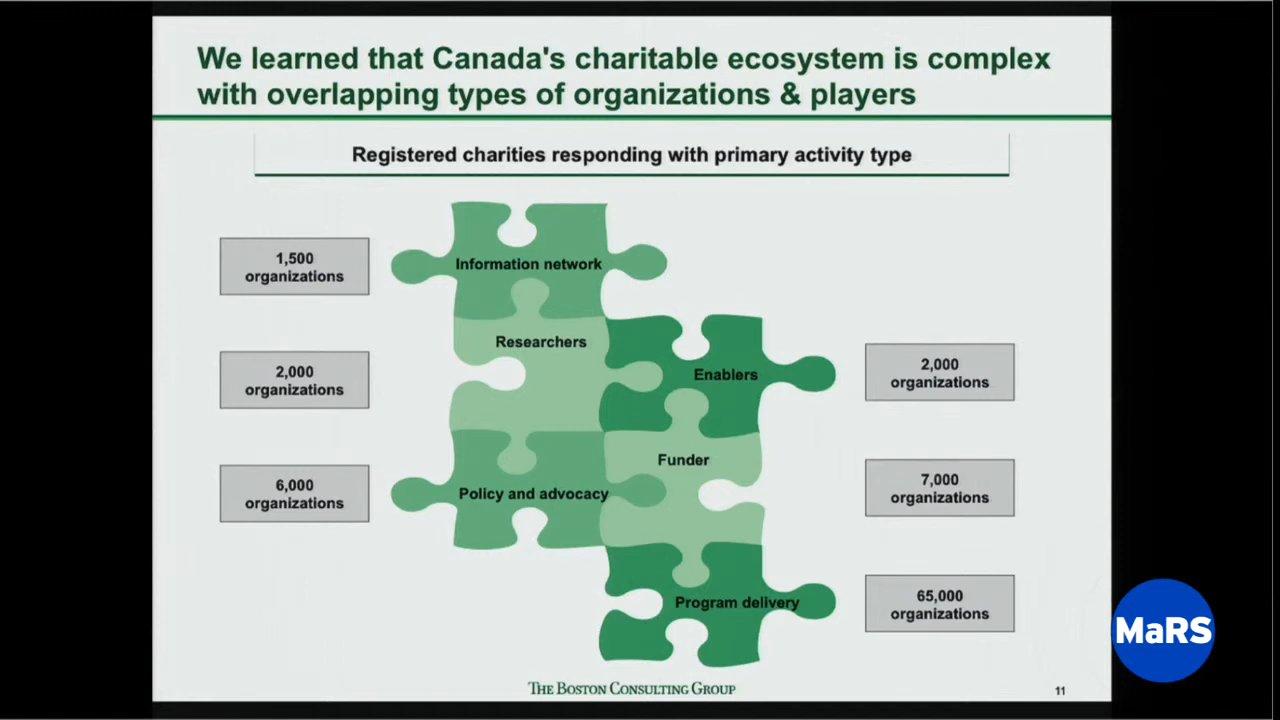 We learned that Canada's charitable ecosystem is complex
with overlapping types of organizations & players
Registered charities responding with primary activity type
1,500
organizations
Information network
Researchers
2,000
organizations
Enablers
2,000
organizations
6,000
organizations
Policy and advocacy
Funder
7,000
organizations
Program delivery
65,000
organizations
MaRS
THE BOSTON CONSULTING GROUP
11